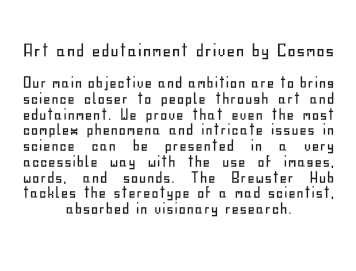 Art and edutainment driven by Cosmos
Our main objective and ambition are to bring
science closer to people through art and
edutainment. We prove that even the most
complex phenomena and intricate issues in
science can be presented in a very
accessible way with the use of images,
words, and sounds. The Brewster Hub
tackles the stereotype of a mad scientist,
absorbed in visionary research.